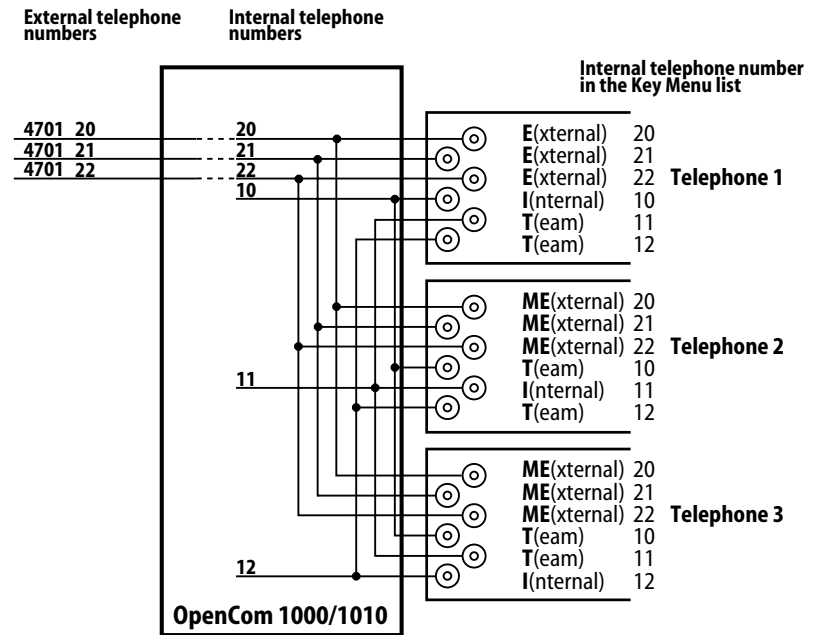 External telephone
numbers
Internal telephone
numbers
Internal telephone number
in the Key Menu list
4701 20
4701 21
4701 22
20
21
22
10
11
12
E(xternal) 20
E(xternal) 21
E(xternal) 22
I(nternal) 10
T(eam) 11
T(eam) 12
Telephone 1
ME(xternal) 20
ME(xternal) 21
ME(xternal) 22
T(eam) 10
I(nternal) 11
T(eam) 12
Telephone 2
ME(xternal) 20
ME(xternal) 21
ME(xternal) 22
T(eam) 10
T(eam) 11
I(nternal) 12
Telephone 3
OpenCom 1000/1010